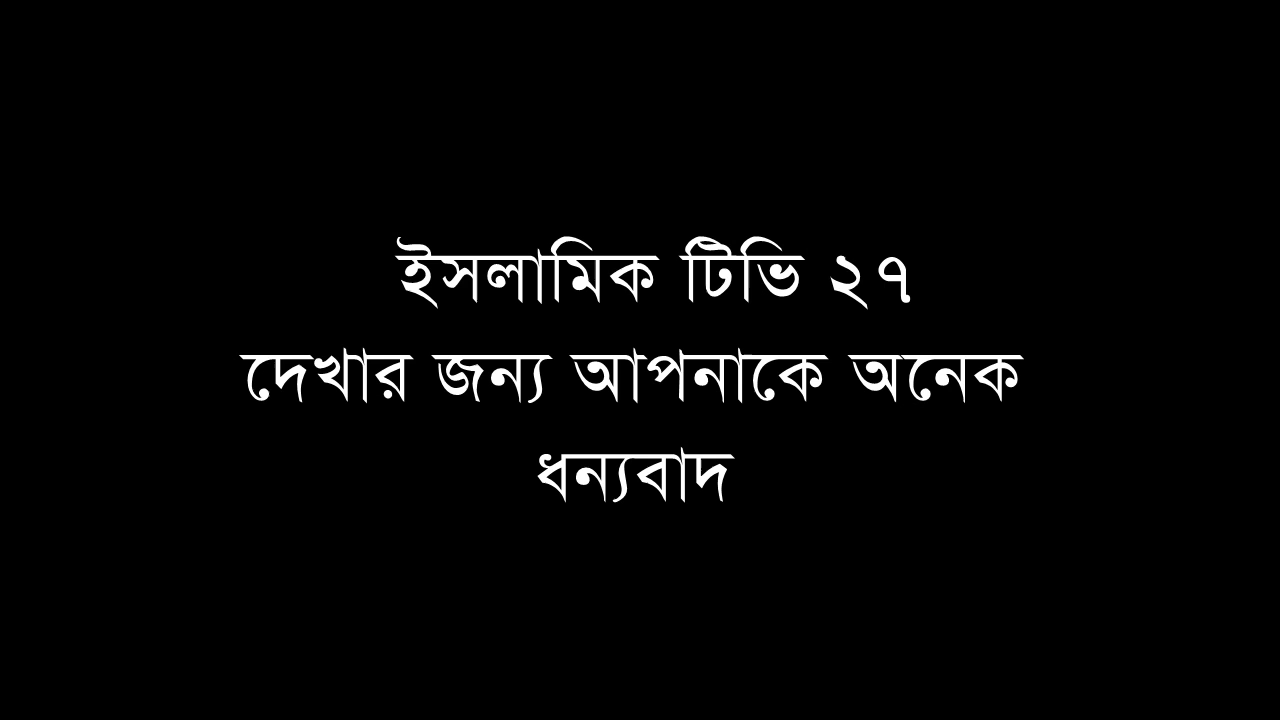 ইসলামিক টিভি ২৭
দেখার জন্য আপনাকে অনেক
ধন্যবাদ